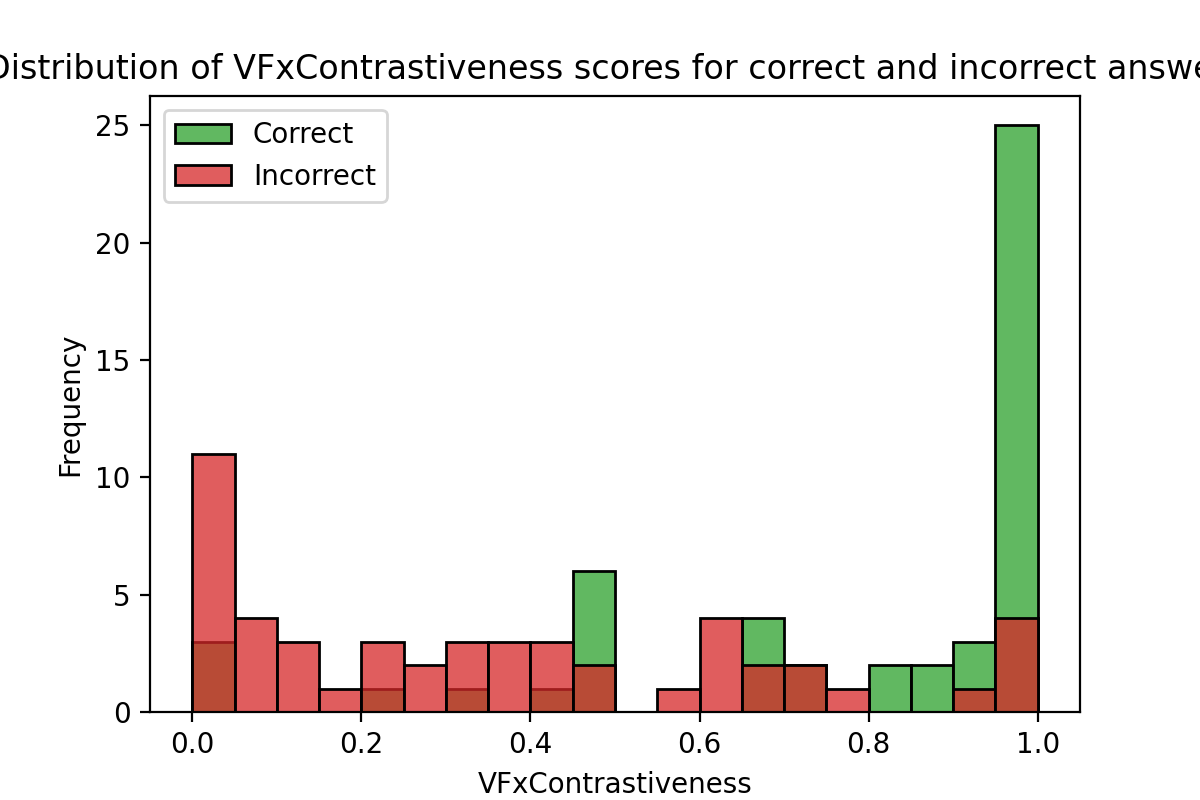 Distribution of VFxContrastiveness scores for correct and incorrect answe
Correct
Incorrect
25
20
15
10
5
0
Frequency
0.0 0.2 0.4 0.6 0.8 1.0
VFxContrastiveness